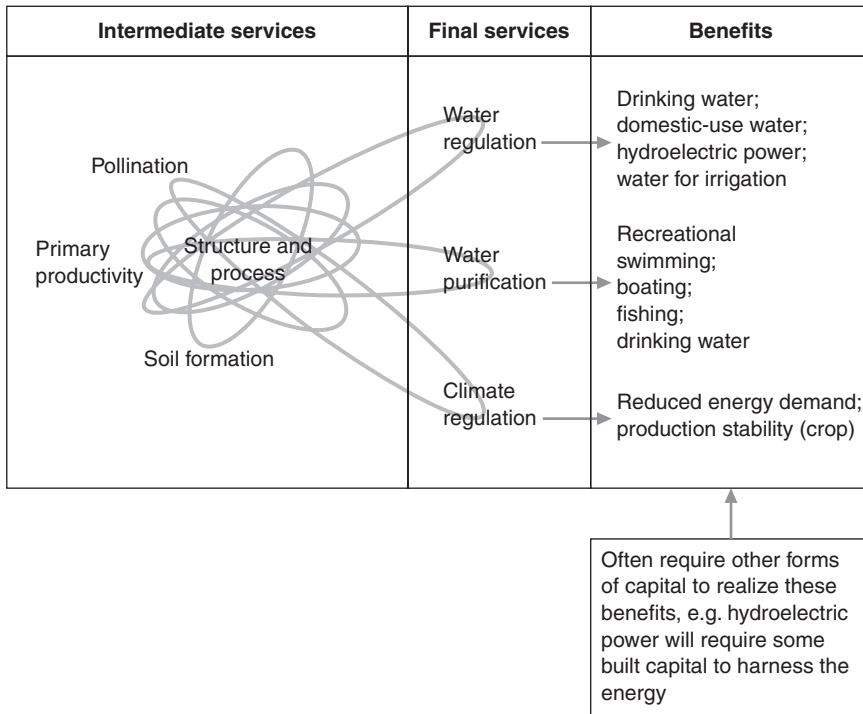 Intermediate services
Final services
Benefits
Pollination
Primary
productivity
Structure and
process
Soil formation
Water
regulation
Water
purification
Climate
regulation
Drinking water;
domestic-use water;
hydroelectric power;
water for irrigation
Recreational
swimming;
boating;
fishing;
drinking water
Reduced energy demand;
production stability (crop)
Often require other forms
of capital to realize these
benefits, e.g. hydroelectric
power will require some
built capital to harness the
energy